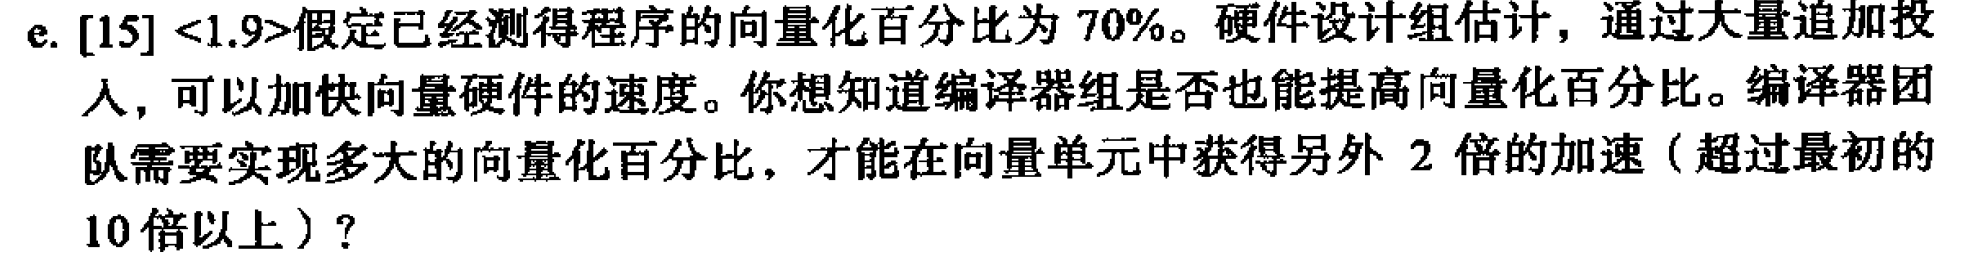 e. [15] <1.9>假定已经测得程序的向量化百分比为 70%。硬件设计组估计，通过大量追加投
入，可以加快向量硬件的速度。你想知道编译器组是否也能提高向量化百分比。编译器团
队需要实现多大的向量化百分比，才能在向量单元中获得另外 2 倍的加速（超过最初的
10 倍以上）？